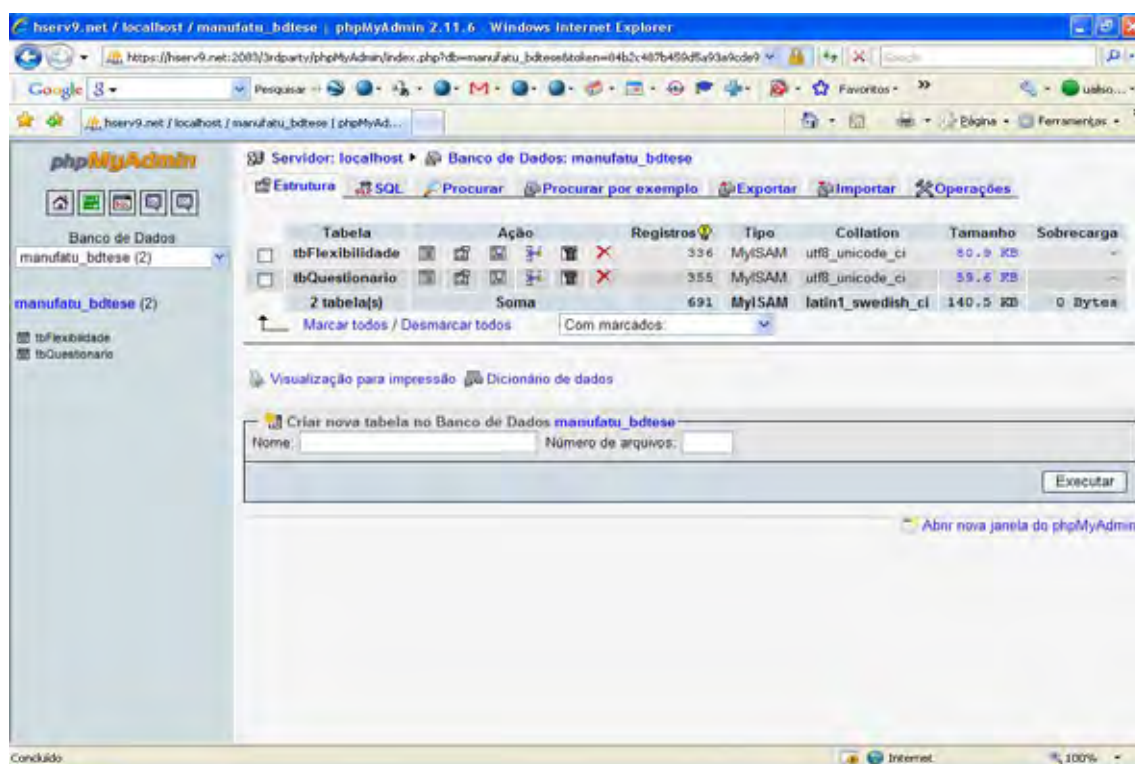 hserv9.net / localhost / manufatu_bdtese | phpMyAdmin 2.11.6 Windows Internet Explorer
Google
Pesquisar
Favoritos
hserv9.net / localhost / manufatu_bdtese | phpMyAd...
Página
Ferramentas
phpMyAdmin
Banco de Dados
manufatu_bdtese (2)
manufatu_bdtese (2)
tbFlexibilidade
tbQuestionario
Servidor: localhost Banco de Dados: manufatu_bdtese
Estrutura SQL Procurar Procurar por exemplo Exportar Importar Operações
Tabela Ação Registros Tipo Collation Tamanho Sobrecarga
tbFlexibilidade 336 MyISAM utf8_unicode_ci 80.9 KB -
tbQuestionario 355 MyISAM utf8_unicode_ci 59.6 KB -
2 tabela(s) Soma 691 MyISAM latin1_swedish_ci 140.5 KB 0 Bytes
Marcar todos / Desmarcar todos Com marcados:
Visualização para impressão Dicionário de dados
Criar nova tabela no Banco de Dados manufatu_bdtese
Nome: Número de arquivos:
Executar
Abrir nova janela do phpMyAdmin
Concluído Internet 100%